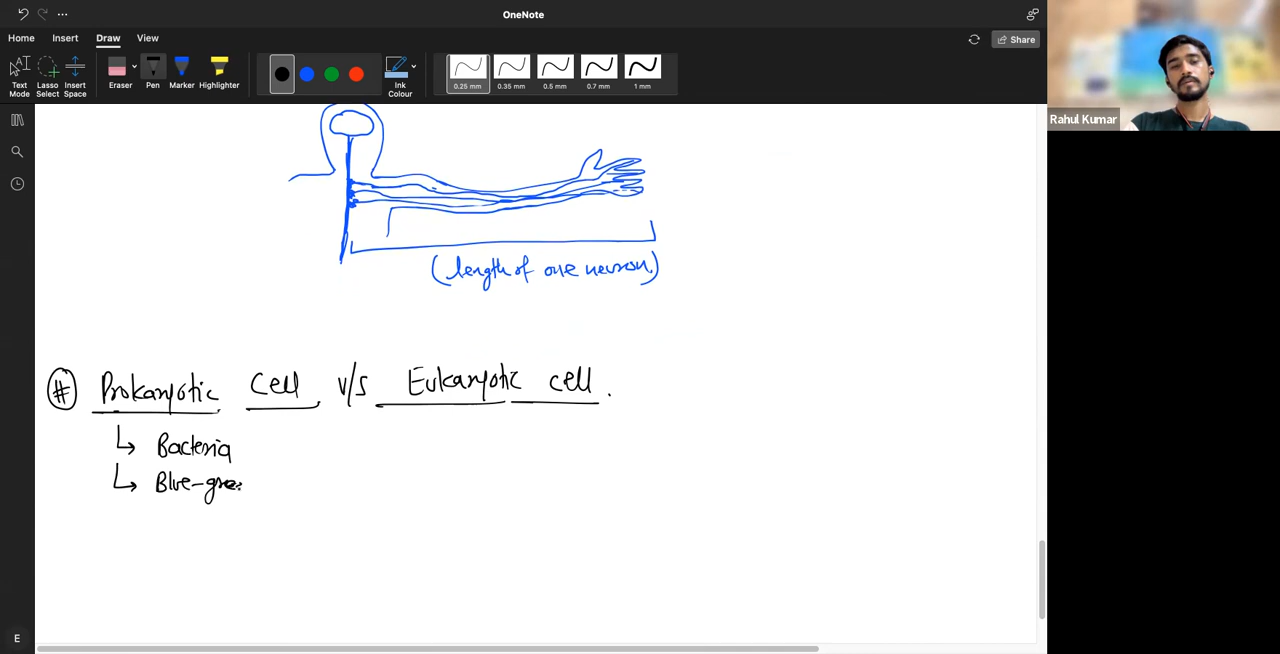 OneNote
Home Insert Draw View
Share
Text Mode
Lasso Select
Insert Space
Eraser
Pen
Marker
Highlighter
Ink Colour
0.25 mm 0.35 mm 0.5 mm 0.7 mm 1 mm
Rahul Kumar
(length of one neuron)
# Prokaryotic cell v/s Eukaryotic cell.
↳ Bacteria
↳ Blue-gree
E